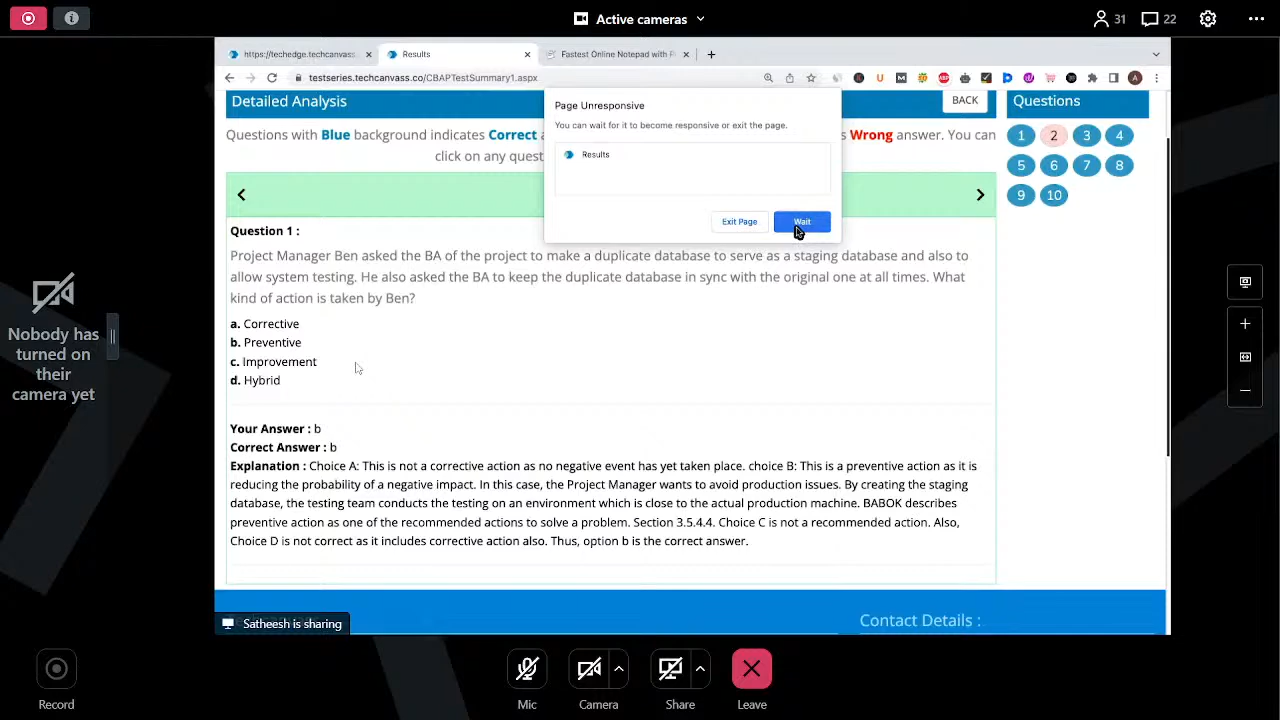 Active cameras
31
22
https://techedge.techcanvass.
Results
Fastest Online Notepad with F
testseries.techcanvass.co/CBAPTestSummary1.aspx
Detailed Analysis
BACK
Questions
Page Unresponsive
You can wait for it to become responsive or exit the page.
Results
Exit Page
Wait
Questions with Blue background indicates Correct
Wrong answer. You can
click on any quest
1 2 3 4
5 6 7 8
9 10
Question 1 :
Project Manager Ben asked the BA of the project to make a duplicate database to serve as a staging database and also to
allow system testing. He also asked the BA to keep the duplicate database in sync with the original one at all times. What
kind of action is taken by Ben?
a. Corrective
b. Preventive
c. Improvement
d. Hybrid
Your Answer : b
Correct Answer : b
Explanation : Choice A: This is not a corrective action as no negative event has yet taken place. choice B: This is a preventive action as it is
reducing the probability of a negative impact. In this case, the Project Manager wants to avoid production issues. By creating the staging
database, the testing team conducts the testing on an environment which is close to the actual production machine. BABOK describes
preventive action as one of the recommended actions to solve a problem. Section 3.5.4.4. Choice C is not a recommended action. Also,
Choice D is not correct as it includes corrective action also. Thus, option b is the correct answer.
Nobody has
turned on
their
camera yet
Contact Details :
Satheesh is sharing
Record
Mic
Camera
Share
Leave